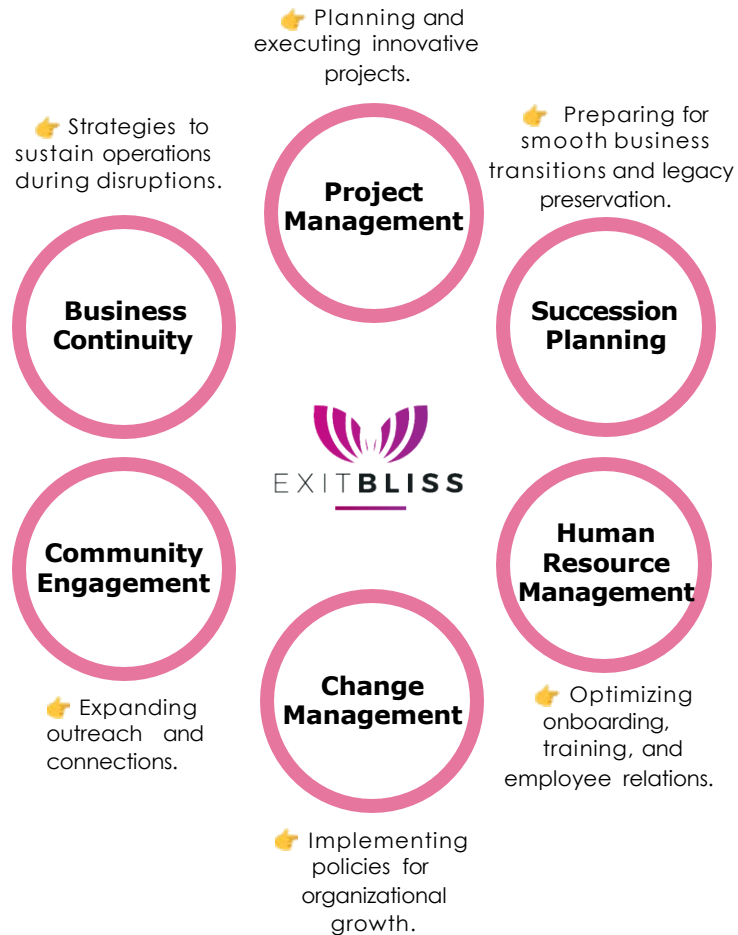 👉 Planning and
executing innovative
projects.
Project
Management
👉 Strategies to
sustain operations
during disruptions.
Business
Continuity
👉 Preparing for
smooth business
transitions and legacy
preservation.
Succession
Planning
EXITBLISS
Community
Engagement
👉 Expanding
outreach and
connections.
Human
Resource
Management
👉 Optimizing
onboarding,
training, and
employee relations.
Change
Management
👉 Implementing
policies for
organizational
growth.